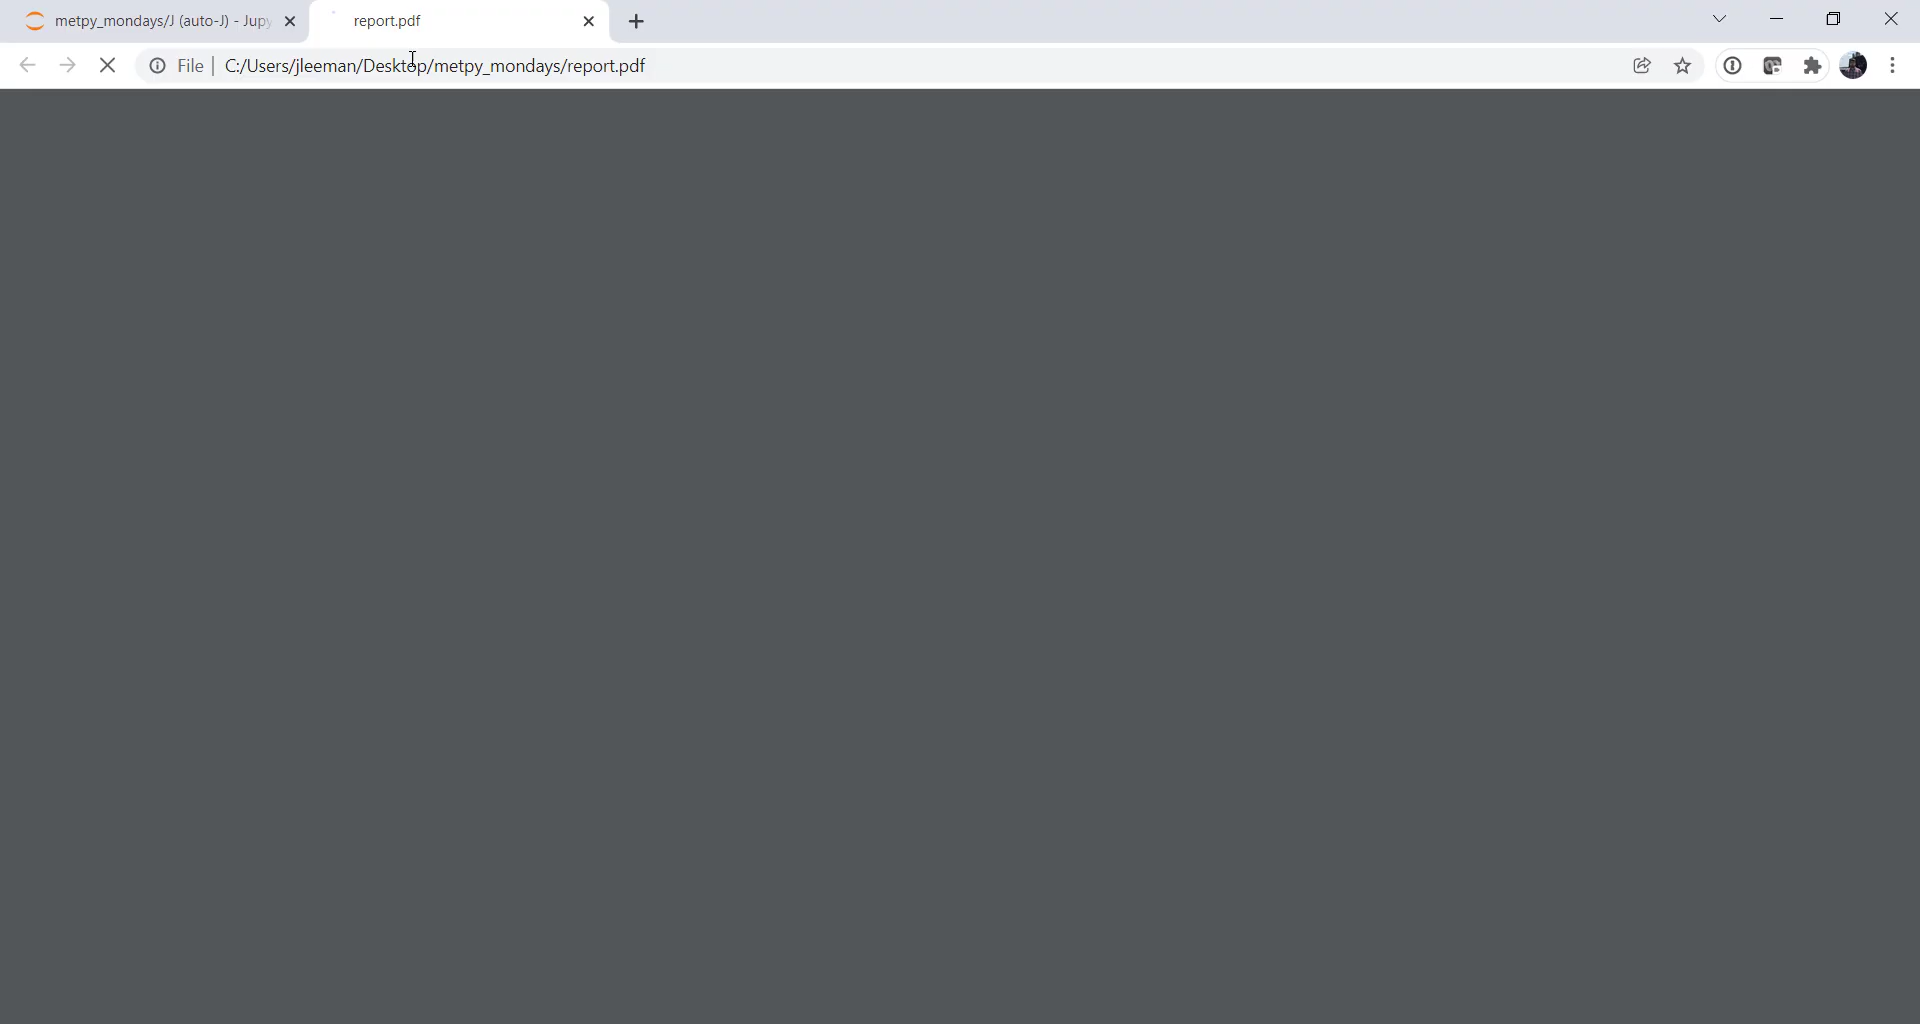 metpy_mondays/J (auto-J) - Jupy
report.pdf
File
C:/Users/jleeman/Desktop/metpy_mondays/report.pdf